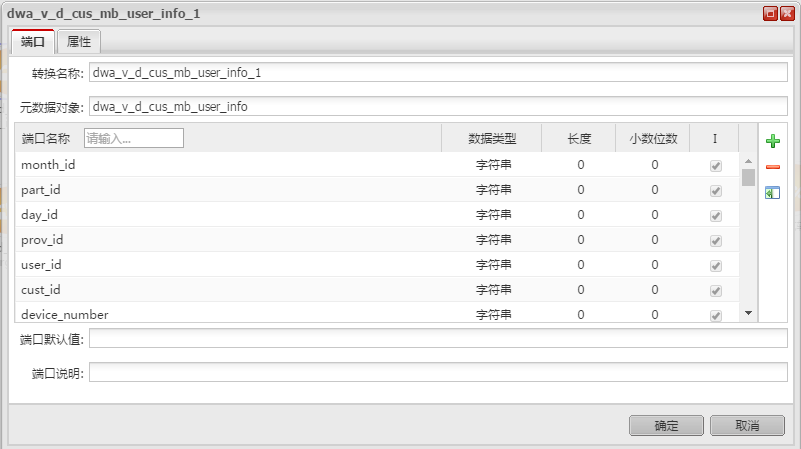 dwa_v_d_cus_mb_user_info_1
端口 属性
转换名称: dwa_v_d_cus_mb_user_info_1
元数据对象: dwa_v_d_cus_mb_user_info
端口名称 请输入... 数据类型 长度 小数位数 I
month_id 字符串 0 0
part_id 字符串 0 0
day_id 字符串 0 0
prov_id 字符串 0 0
user_id 字符串 0 0
cust_id 字符串 0 0
device_number 字符串 0 0
端口默认值:
端口说明:
确定 取消